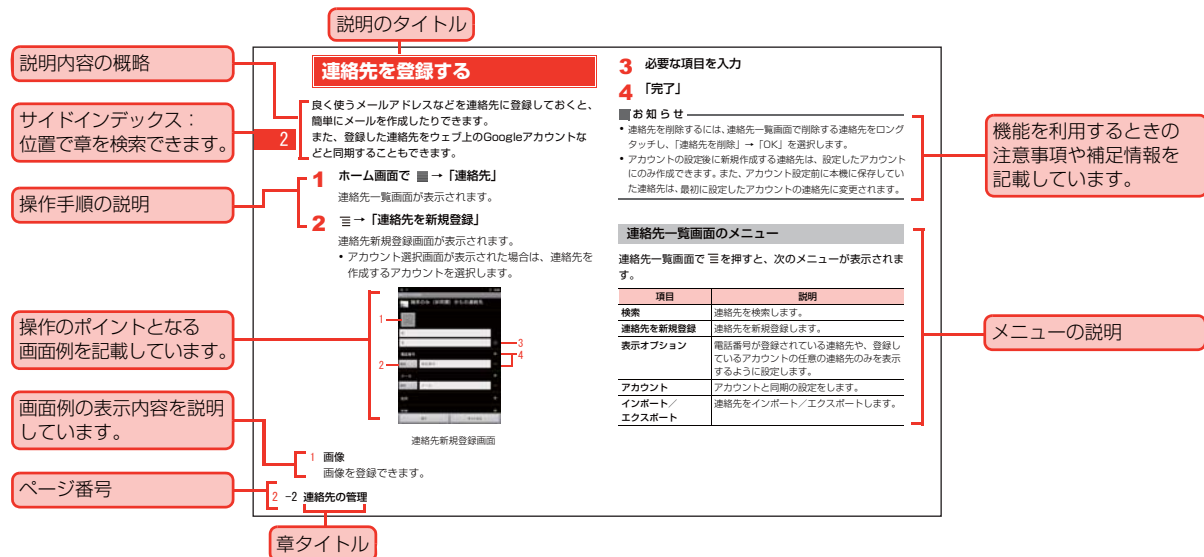 説明のタイトル
説明内容の概略
サイドインデックス：
位置で章を検索できます。
操作手順の説明
操作のポイントとなる
画面例を記載しています。
画面例の表示内容を説明
しています。
ページ番号
章タイトル
2
連絡先を登録する
良く使うメールアドレスなどを連絡先に登録しておくと、
簡単にメールを作成したりできます。
また、登録した連絡先をウェブ上のGoogleアカウントな
どと同期することもできます。
1 ホーム画面で → 「連絡先」
連絡先一覧画面が表示されます。
2 → 「連絡先を新規登録」
連絡先新規登録画面が表示されます。
• アカウント選択画面が表示された場合は、連絡先を
作成するアカウントを選択します。
1
2
3
4
連絡先新規登録画面
1 画像
画像を登録できます。
2 −2 連絡先の管理
3 必要な項目を入力
4 「完了」
■お知らせ
• 連絡先を削除するには、連絡先一覧画面で削除する連絡先をロング
タッチし、「連絡先を削除」→「OK」を選択します。
• アカウントの設定後に新規作成する連絡先は、設定したアカウント
にのみ作成できます。また、アカウント設定前に本機に保存してい
た連絡先は、最初に設定したアカウントの連絡先に変更されます。
連絡先一覧画面のメニュー
連絡先一覧画面で を押すと、次のメニューが表示されま
す。
項目 説明
検索 連絡先を検索します。
連絡先を新規登録 連絡先を新規登録します。
表示オプション 電話番号が登録されている連絡先や、登録し
ているアカウントの任意の連絡先のみを表示
するように設定します。
アカウント アカウントと同期の設定をします。
インポート／ 連絡先をインポート／エクスポートします。
エクスポート
機能を利用するときの
注意事項や補足情報を
記載しています。
メニューの説明